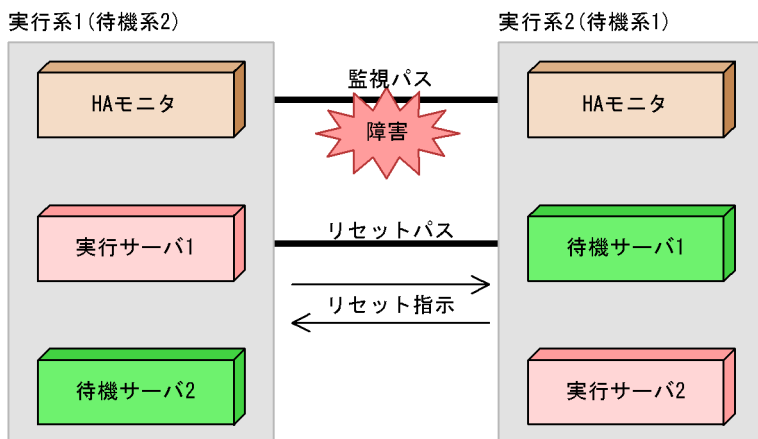 実行系1(待機系2)
実行系2(待機系1)
監視パス
HAモニタ
障害
HAモニタ
リセットパス
実行サーバ1
待機サーバ1
リセット指示
待機サーバ2
実行サーバ2